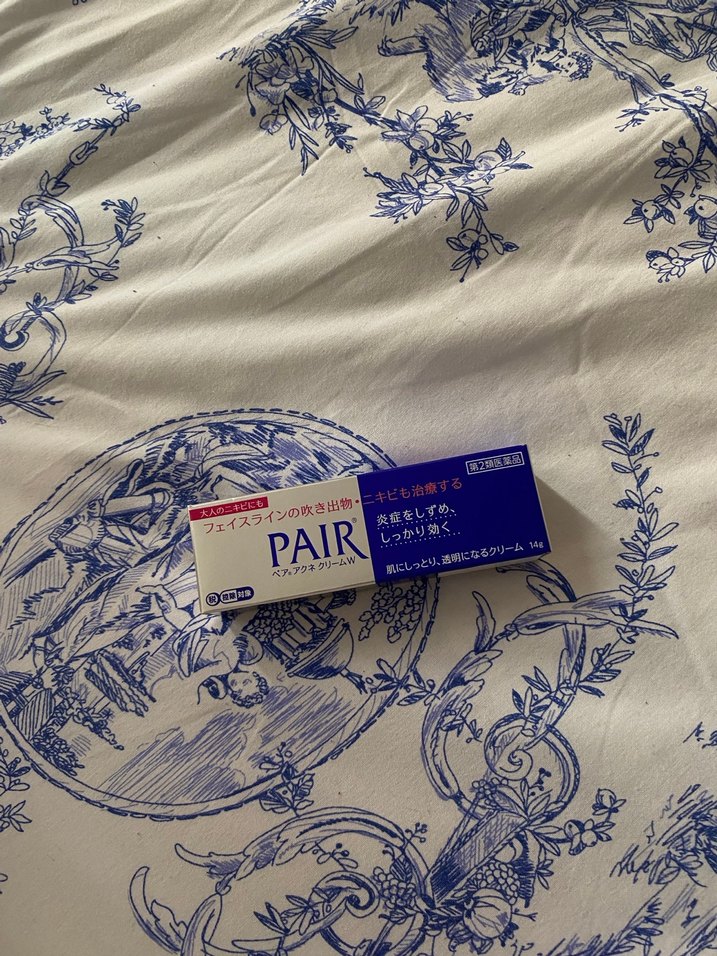 大人のニキビにも
フェイスラインの吹き出物・ニキビも治療する
PAIR®
ペア®アクネ クリームW
税 控除 対象
第2類医薬品
炎症をしずめ、
しっかり効く
肌にしっとり、透明になるクリーム 14g